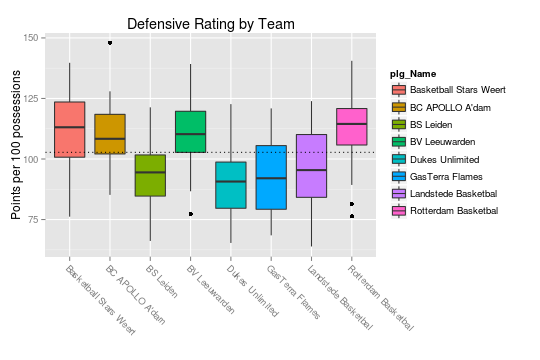 Defensive Rating by Team
Points per 100 possessions
150
125
100
75
Basketball Stars Weert
BC APOLLO A'dam
BS Leiden
BV Leeuwarden
Dukes Unlimited
GasTerra Flames
Landstede Basketbal
Rotterdam Basketbal
plg_Name
Basketball Stars Weert
BC APOLLO A'dam
BS Leiden
BV Leeuwarden
Dukes Unlimited
GasTerra Flames
Landstede Basketbal
Rotterdam Basketbal